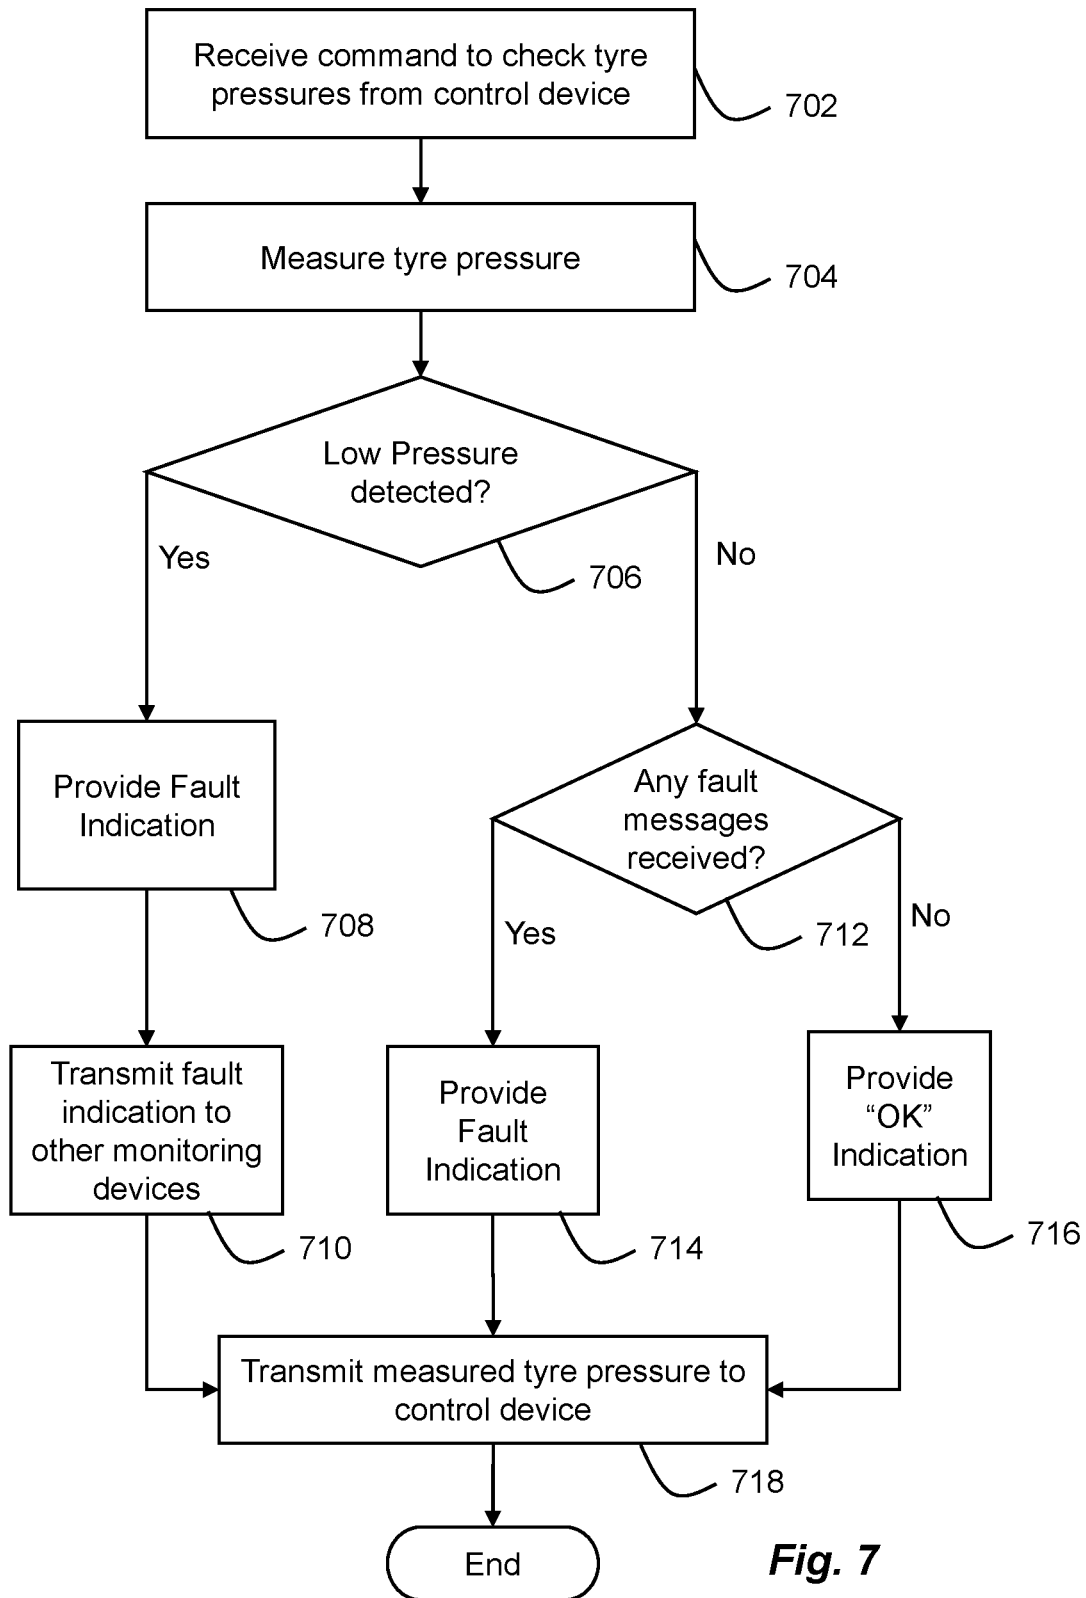 Receive command to check tyre
pressures from control device
702
Measure tyre pressure
704
Low Pressure
detected?
Yes
No
706
Provide Fault
Indication
708
Any fault
messages
received?
Yes
712
No
Transmit fault
indication to
other monitoring
devices
710
Provide
Fault
Indication
714
Provide
“OK”
Indication
716
Transmit measured tyre pressure to
control device
718
End
Fig. 7